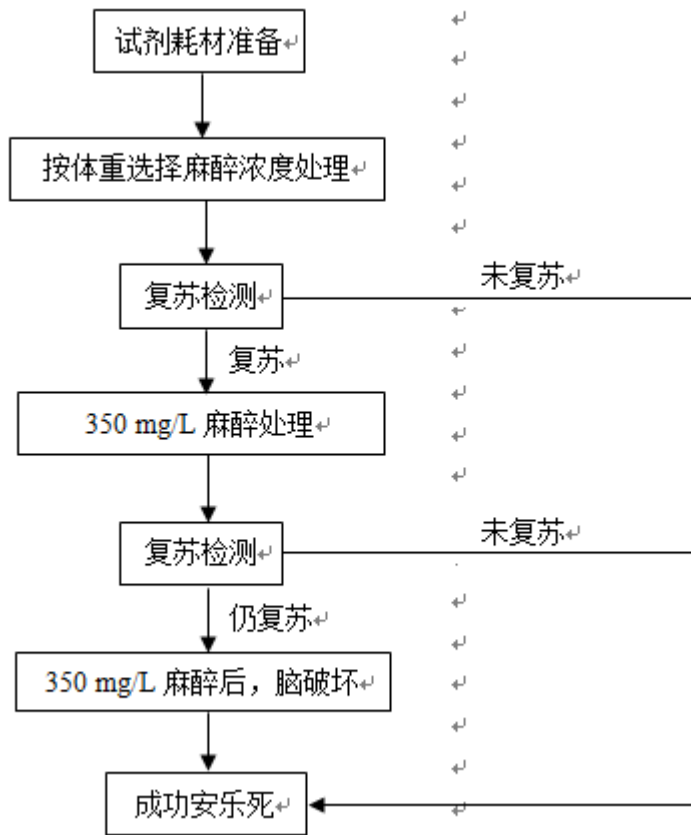 试剂耗材准备
按体重选择麻醉浓度处理
复苏检测
未复苏
复苏
350 mg/L 麻醉处理
复苏检测
未复苏
仍复苏
350 mg/L 麻醉后，脑破坏
成功安乐死